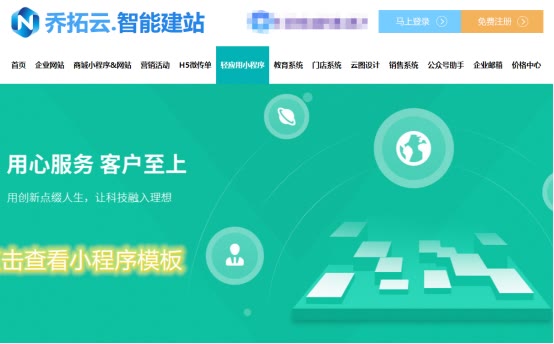 乔拓云.智能建站
马上登录 免费注册
首页 企业网站 商城小程序&网站 营销活动 H5微传单 轻应用小程序 教育系统 门店系统 云图设计 销售系统 公众号助手 企业邮箱 价格中心
用心服务 客户至上
用创新点缀人生，让科技融入理想
击查看小程序模板